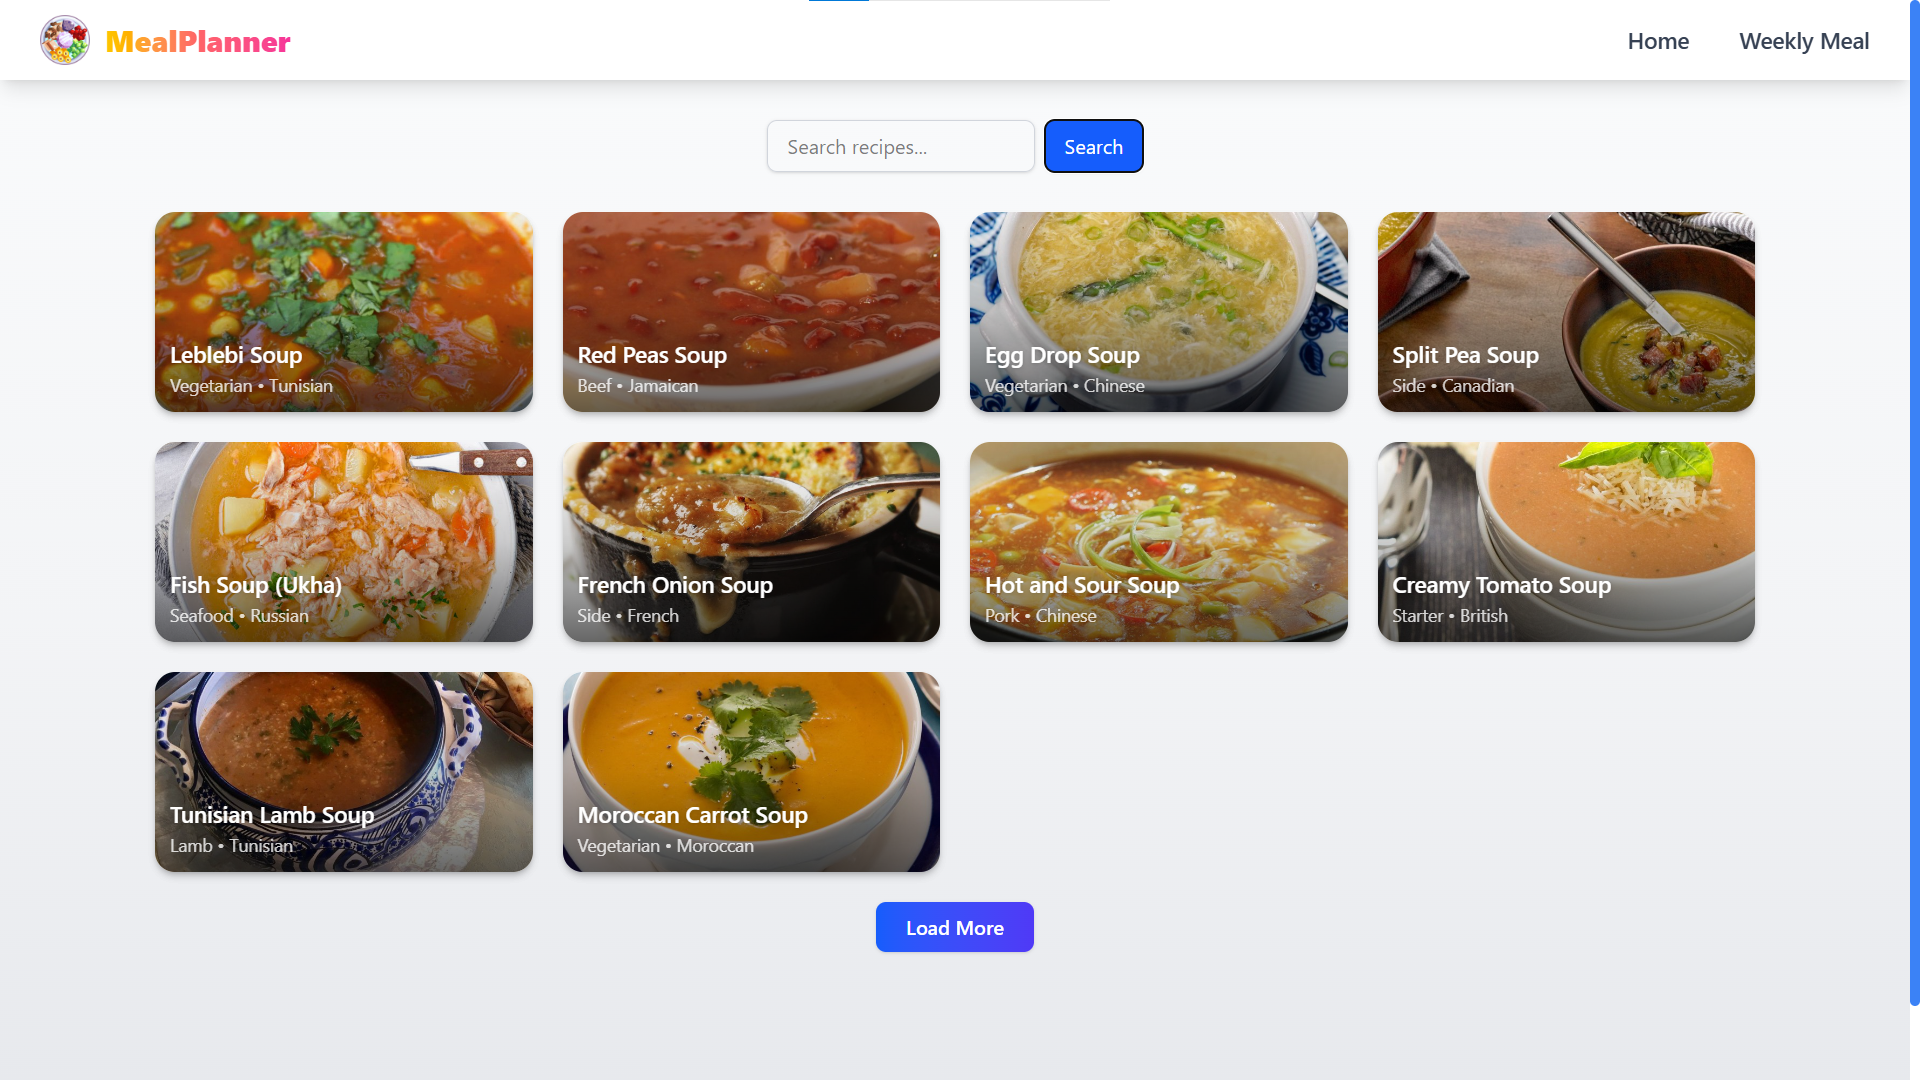 MealPlanner
Home
Weekly Meal
Search recipes...
Search
Leblebi Soup
Vegetarian • Tunisian
Red Peas Soup
Beef • Jamaican
Egg Drop Soup
Vegetarian • Chinese
Split Pea Soup
Side • Canadian
Fish Soup (Ukha)
Seafood • Russian
French Onion Soup
Side • French
Hot and Sour Soup
Pork • Chinese
Creamy Tomato Soup
Starter • British
Tunisian Lamb Soup
Lamb • Tunisian
Moroccan Carrot Soup
Vegetarian • Moroccan
Load More